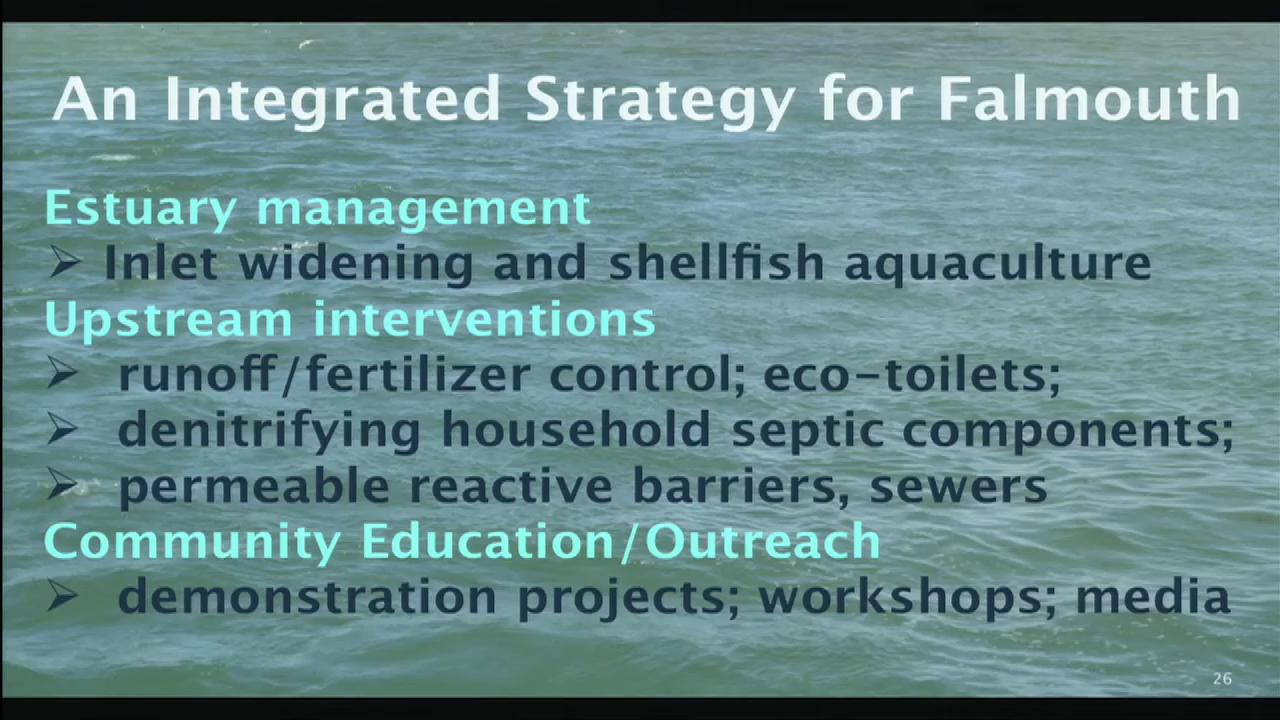 An Integrated Strategy for Falmouth
Estuary management
➢ Inlet widening and shellfish aquaculture
Upstream interventions
➢ runoff/fertilizer control; eco-toilets;
➢ denitrifying household septic components;
➢ permeable reactive barriers, sewers
Community Education/Outreach
➢ demonstration projects; workshops; media
26